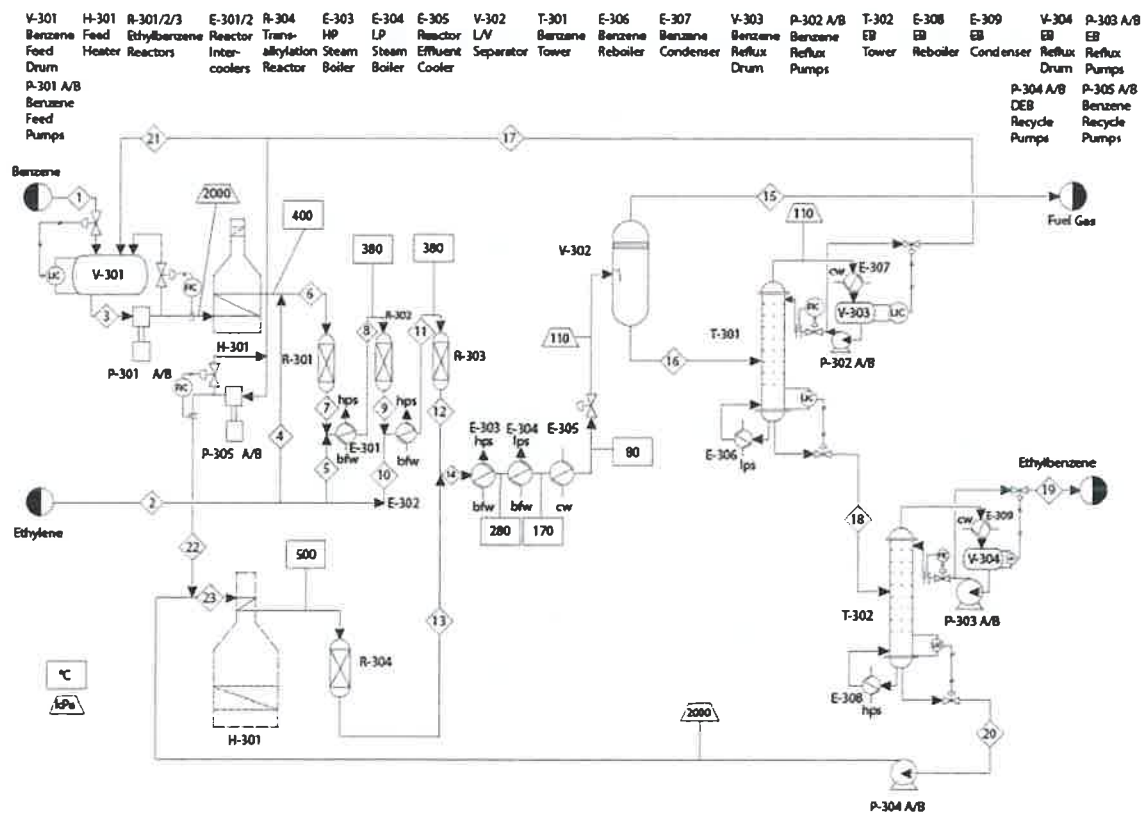 V-301 H-301 R-301/2/3 E-301/2 R-304 E-303 E-304 E-305 V-302 T-301 E-306 E-307 V-303 P-302 A/B T-302 E-308 E-309 V-304 P-303 A/B
Benzene Feed Ethylbenzene Reactor Trans- HP LP Reactor L/V Benzene Benzene Benzene Benzene Benzene EB EB EB EB EB
Feed Heater Reactors Inter- alkylation Steam Steam Effluent Separator Tower Reboiler Condenser Reflux Reflux Tower Reboiler Condenser Reflux Reflux
Drum coolers Reactor Boiler Boiler Cooler Drum Pumps Drum Pumps
P-301 A/B P-304 A/B P-305 A/B
Benzene DEB Benzene
Feed Recycle Recycle
Pumps Pumps Pumps
21 17
Benzene
1 2000 400 15
110
Fuel Gas
380 380 V-302
E-307
cw
LIC V-301 FIC
FIC V-303 LIC
6 8 R-302 11
3 R-303
H-301 R-301 110 T-301
P-302 A/B
16
P-301 A/B
FIC 7 hps 9 hps 12 LIC
E-303 E-304 E-305
4 E-301 hps lps
P-305 A/B bfw bfw 80 E-306
5 10 14 lps
Ethylbenzene
2 E-302 bfw bfw cw 19
Ethylene 280 170 18 cw E-309
22 500 V-304
23 13 T-302 P-303 A/B
R-304
°C E-308
kPa hps
H-301 2000 20
P-304 A/B